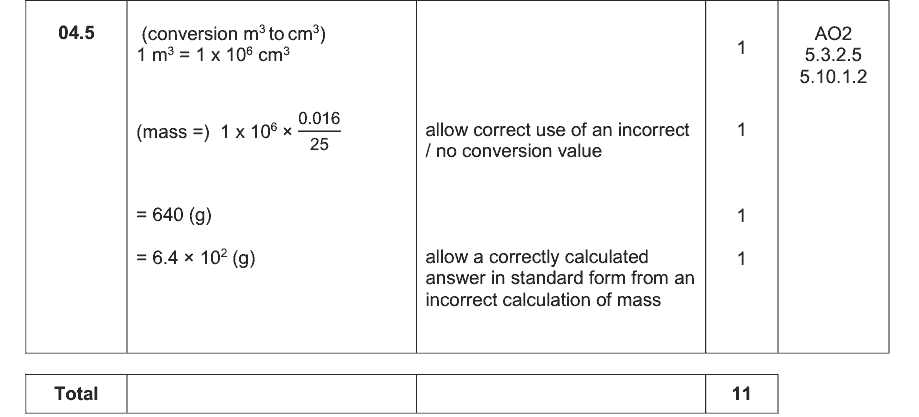 04.5
(conversion m³ to cm³)
1 m³ = 1 x 10⁶ cm³
1
AO2
5.3.2.5
5.10.1.2
(mass =) 1 x 10⁶ × 0.016
25
allow correct use of an incorrect
/ no conversion value
1
= 640 (g)
1
= 6.4 × 10² (g)
allow a correctly calculated
answer in standard form from an
incorrect calculation of mass
1
Total
11